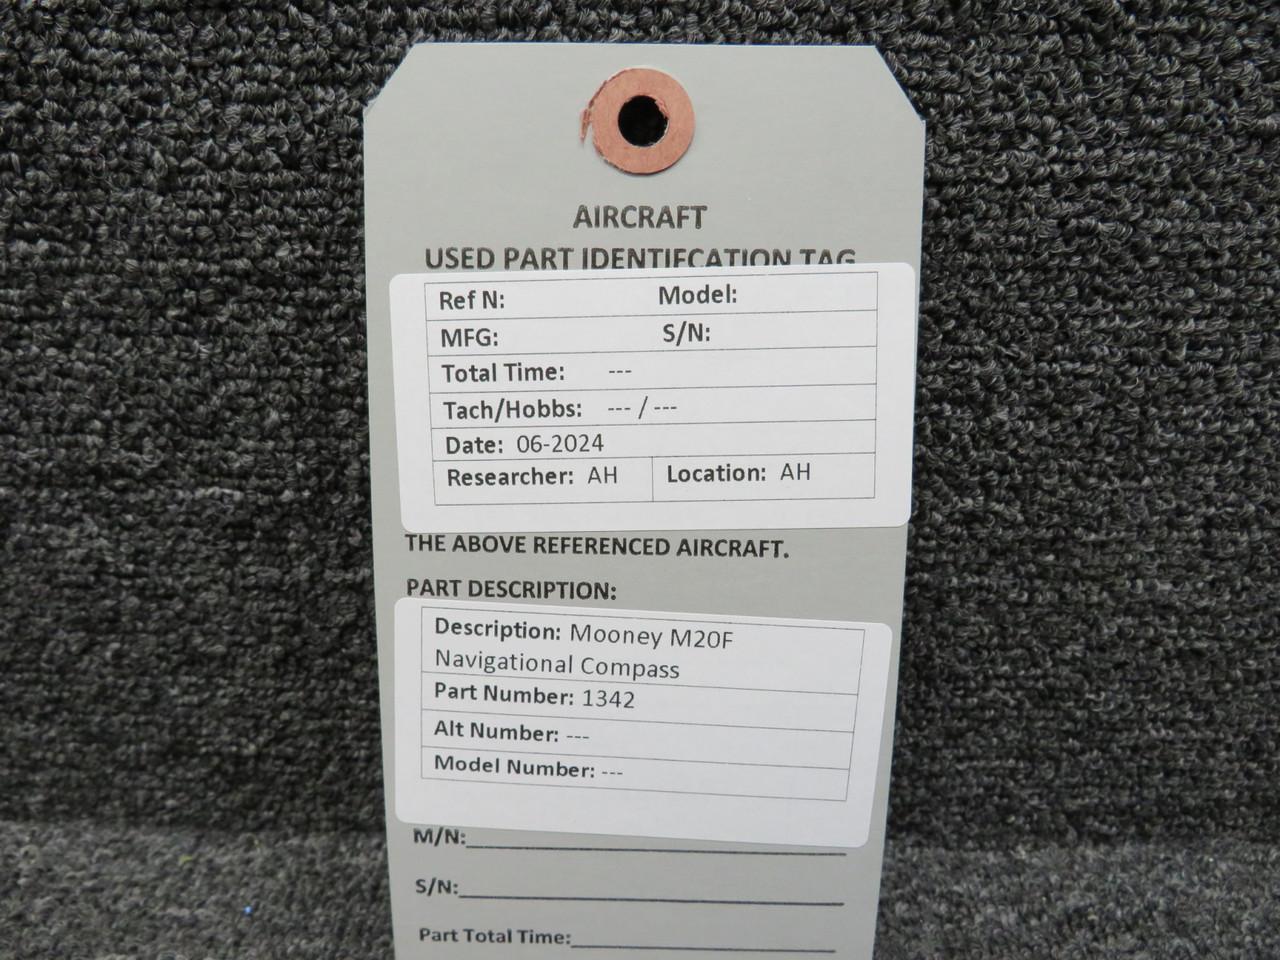 AIRCRAFT
USED PART IDENTIFCATION TAG
Ref N: Model:
MFG: S/N:
Total Time: ---
Tach/Hobbs: --- / ---
Date: 06-2024
Researcher: AH Location: AH
THE ABOVE REFERENCED AIRCRAFT.
PART DESCRIPTION:
Description: Mooney M20F
Navigational Compass
Part Number: 1342
Alt Number: ---
Model Number: ---
M/N:
S/N:
Part Total Time: